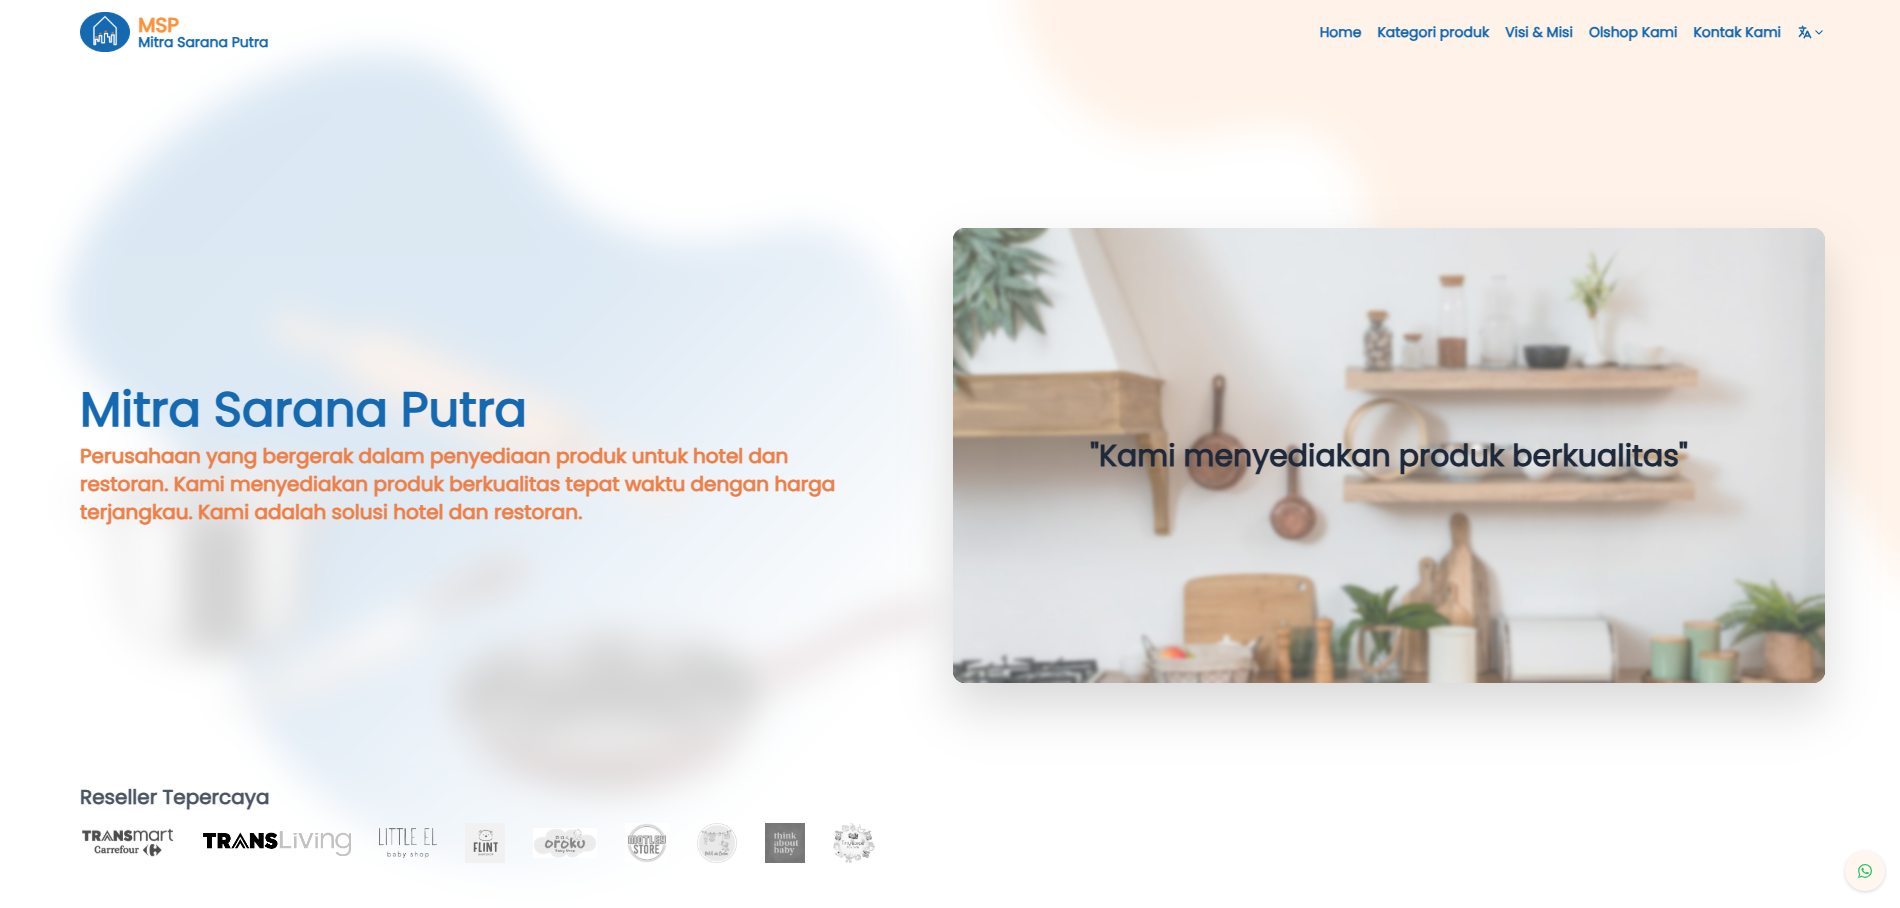 MSP
Mitra Sarana Putra
Home
Kategori produk
Visi & Misi
Olshop Kami
Kontak Kami
Mitra Sarana Putra
Perusahaan yang bergerak dalam penyediaan produk untuk hotel dan
restoran. Kami menyediakan produk berkualitas tepat waktu dengan harga
terjangkau. Kami adalah solusi hotel dan restoran.
"Kami menyediakan produk berkualitas"
Reseller Tepercaya
TRANSmart
Carrefour
TRANSLiving
LITTLE EL
baby shop
FLINT
oroku
MOTLEY
STORE
think
about
baby